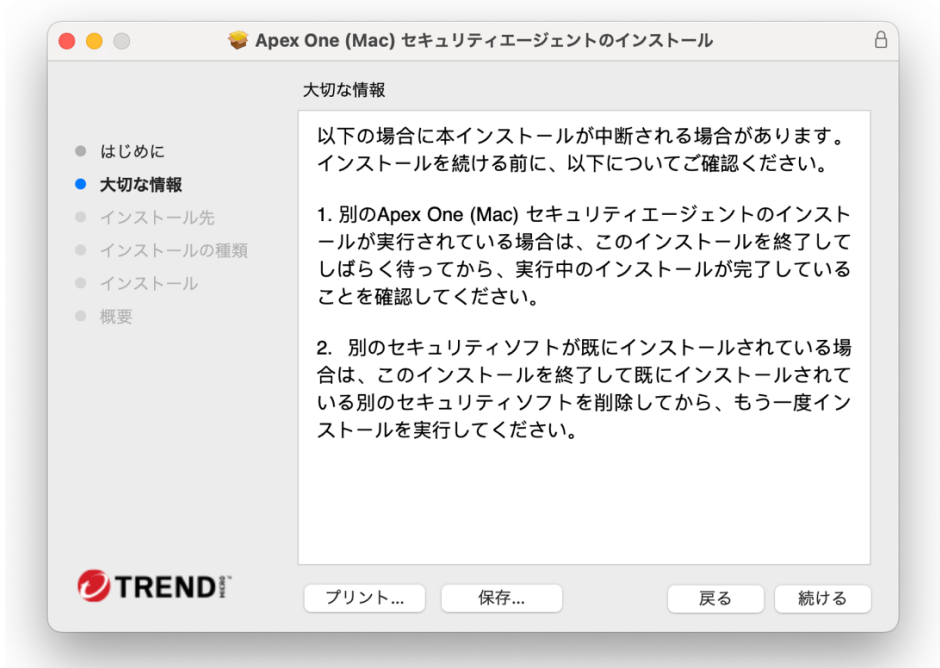 Apex One (Mac) セキュリティエージェントのインストール
大切な情報
はじめに
大切な情報
インストール先
インストールの種類
インストール
概要
以下の場合に本インストールが中断される場合があります。
インストールを続ける前に、以下についてご確認ください。
1. 別のApex One (Mac) セキュリティエージェントのインスト
ールが実行されている場合は、このインストールを終了して
しばらく待ってから、実行中のインストールが完了している
ことを確認してください。
2. 別のセキュリティソフトが既にインストールされている場
合は、このインストールを終了して既にインストールされて
いる別のセキュリティソフトを削除してから、もう一度イン
ストールを実行してください。
TREND MICRO™
プリント...
保存...
戻る
続ける